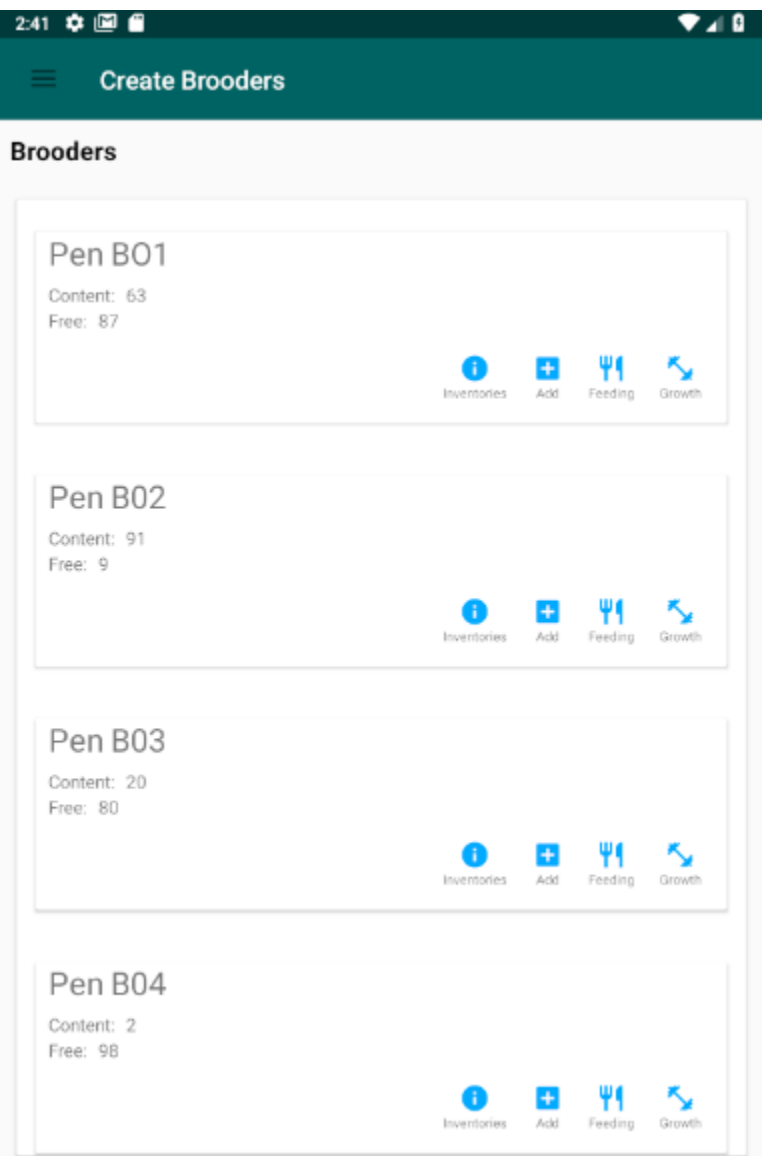 2:41
Create Brooders
Brooders
Pen BO1
Content: 63
Free: 87
Inventories Add Feeding Growth
Pen B02
Content: 91
Free: 9
Inventories Add Feeding Growth
Pen B03
Content: 20
Free: 80
Inventories Add Feeding Growth
Pen B04
Content: 2
Free: 98
Inventories Add Feeding Growth